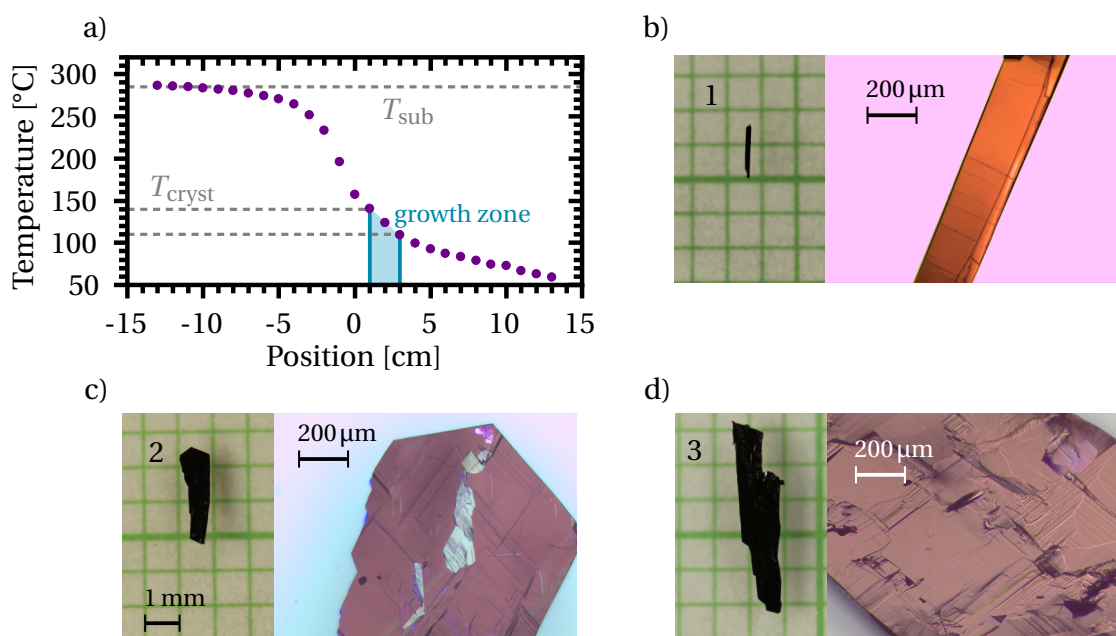 a)
300
250
200
150
100
50
Temperature [°C]
T_sub
T_cryst
growth zone
-15
-10
-5
0
5
10
15
Position [cm]
b)
1
200 μm
c)
2
200 μm
1 mm
d)
3
200 μm